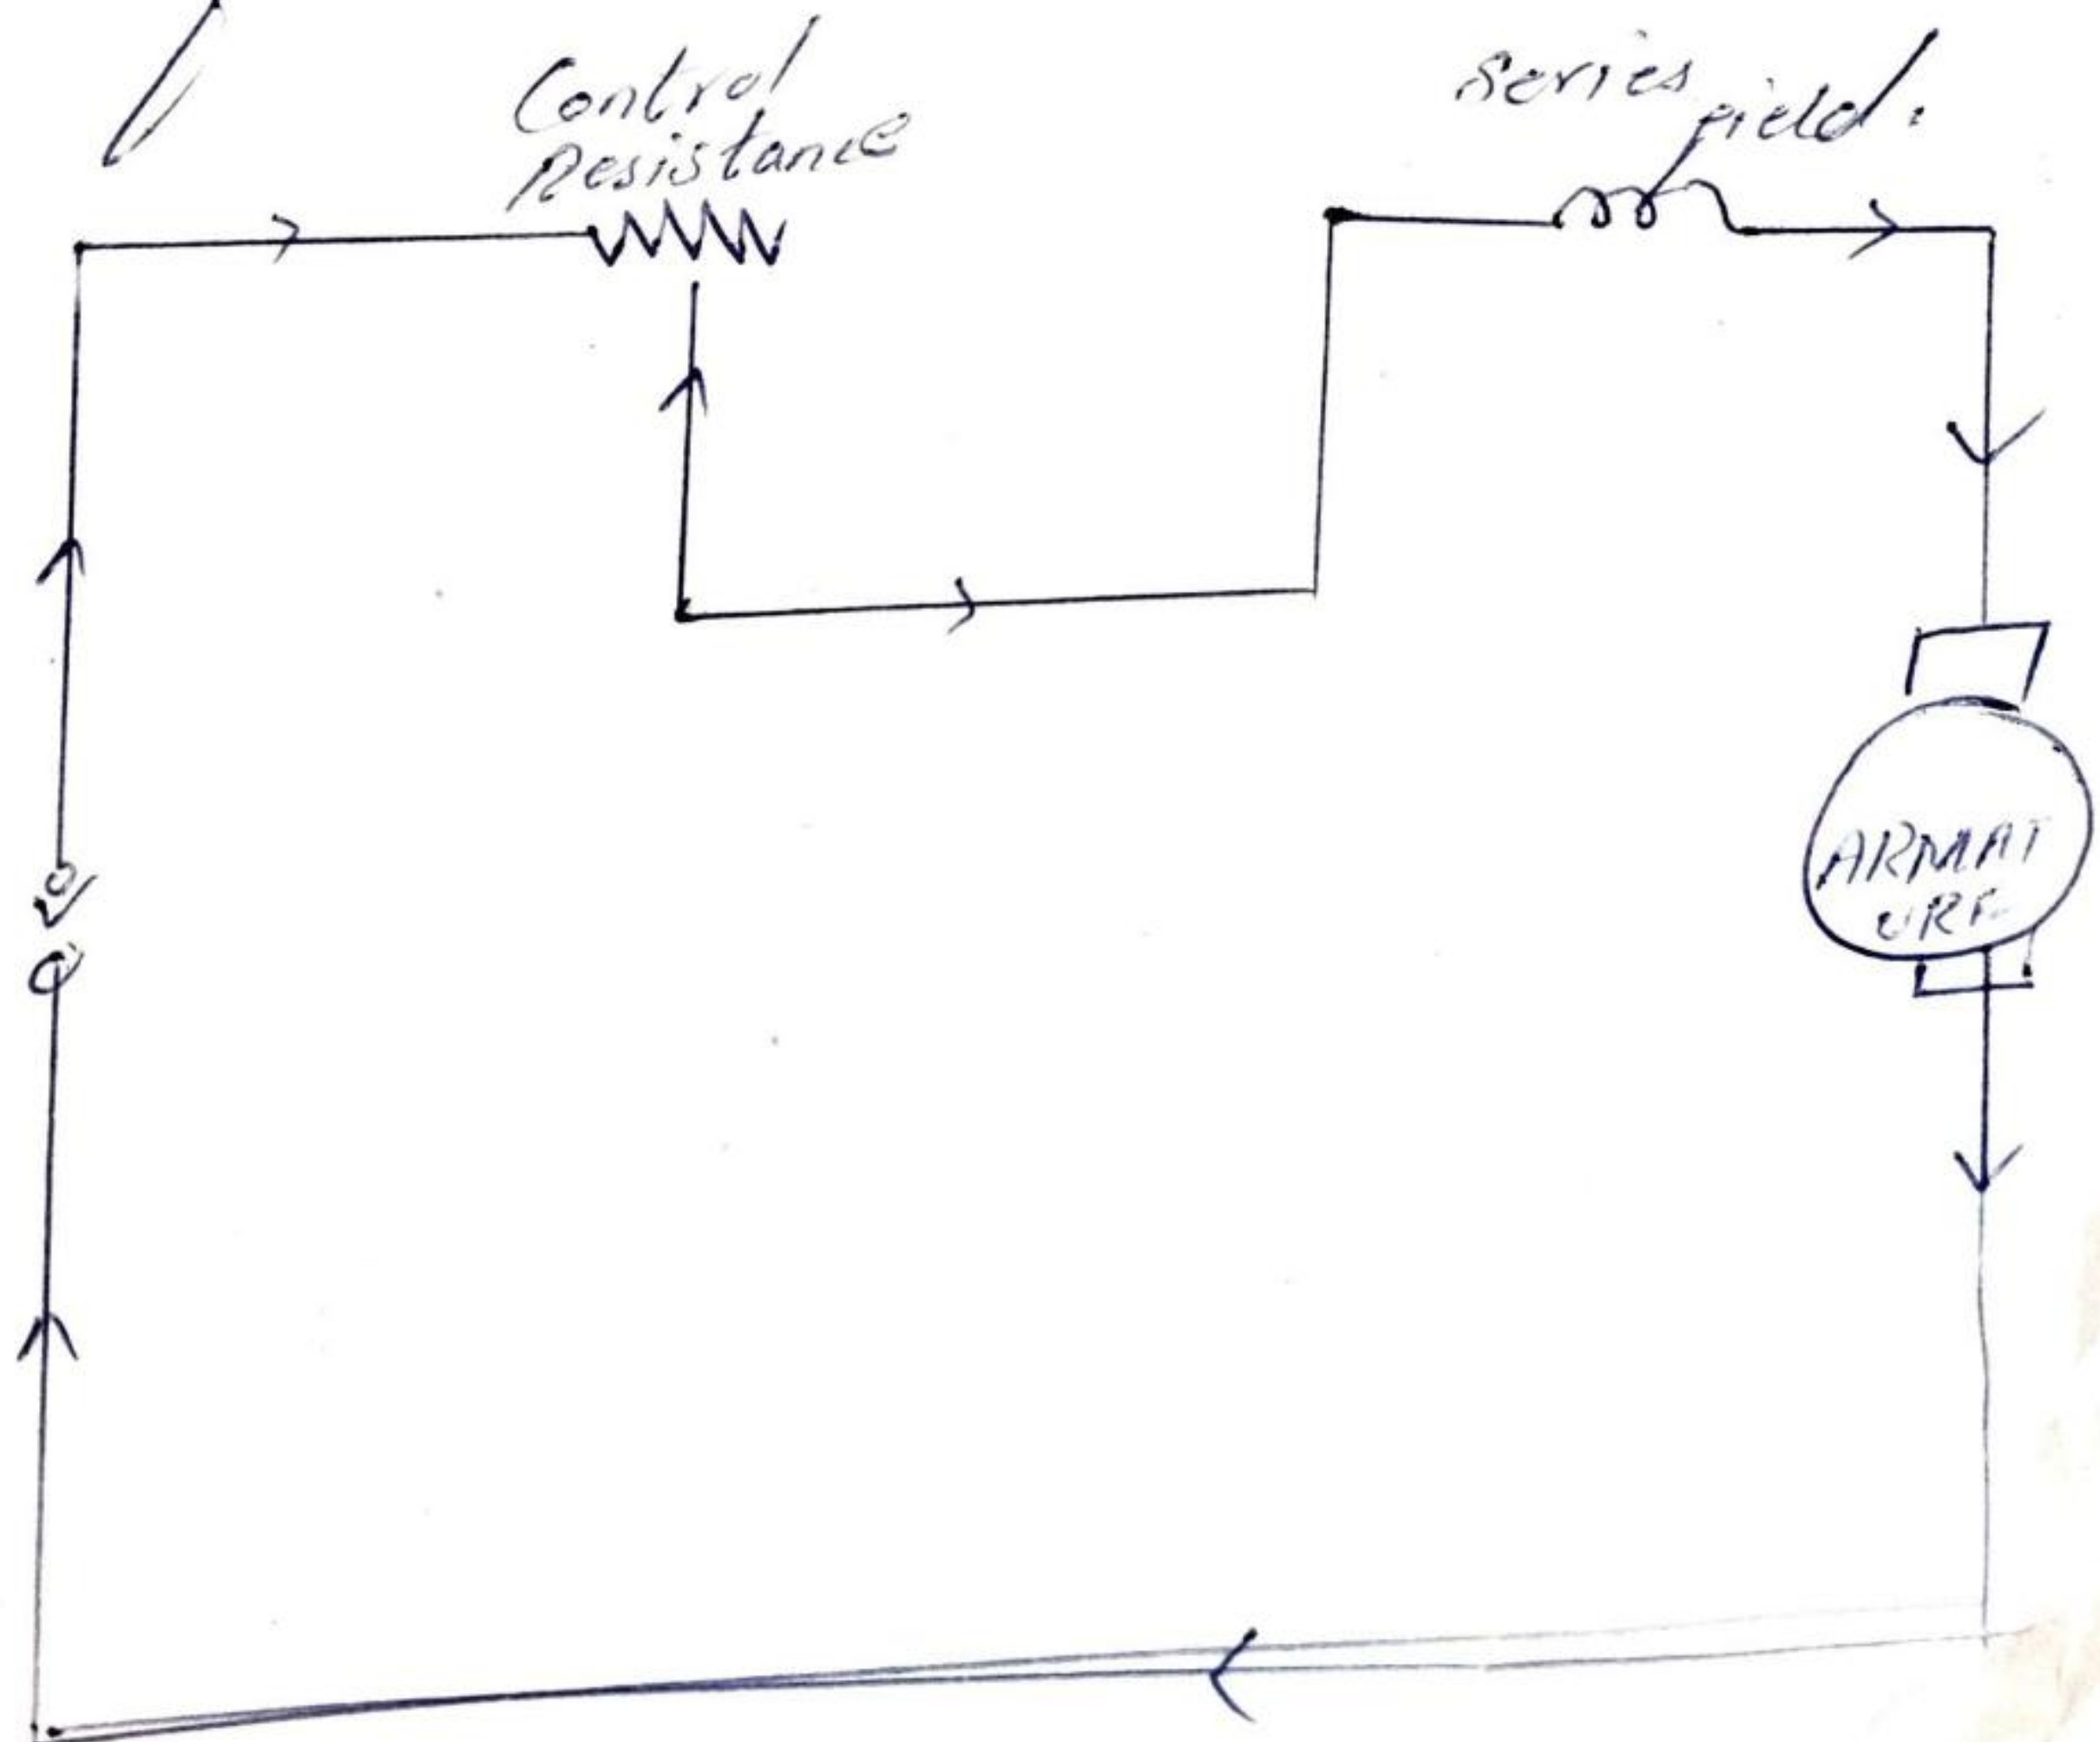 Control
Resistance
series
field.
ARMAT
URE